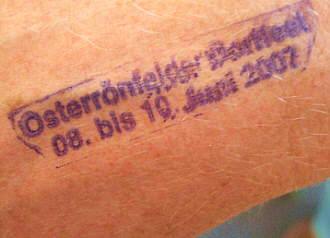 Osterrönfelder Dorffest
08. bis 10. Juni 2007